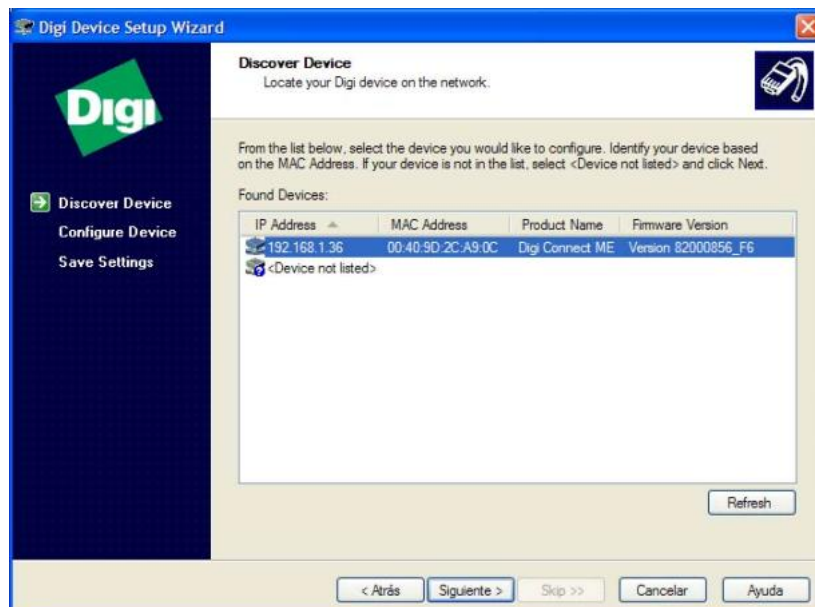 Digi Device Setup Wizard
Digi
Discover Device
Configure Device
Save Settings
Discover Device
Locate your Digi device on the network.
From the list below, select the device you would like to configure. Identify your device based
on the MAC Address. If your device is not in the list, select <Device not listed> and click Next.
Found Devices:
IP Address MAC Address Product Name Firmware Version
192.168.1.36 00:40:9D:2C:A9:0C Digi Connect ME Version 82000856_F6
<Device not listed>
Refresh
< Atrás Siguiente > Skip >> Cancelar Ayuda